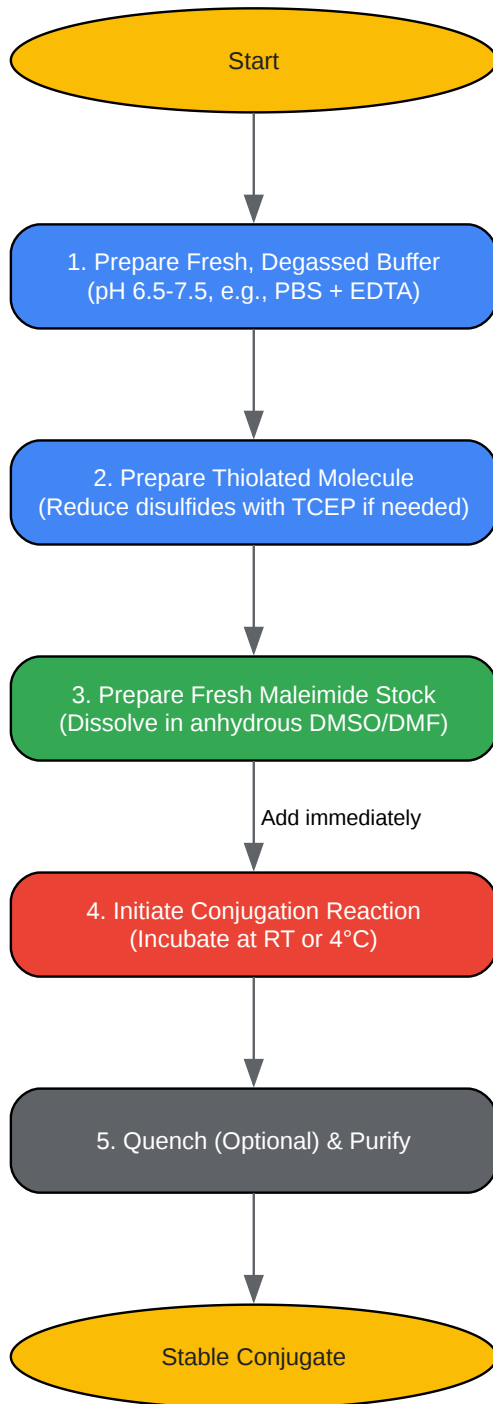 Start
1. Prepare Fresh, Degassed Buffer
(pH 6.5-7.5, e.g., PBS + EDTA)
2. Prepare Thiolated Molecule
(Reduce disulfides with TCEP if needed)
3. Prepare Fresh Maleimide Stock
(Dissolve in anhydrous DMSO/DMF)
Add immediately
4. Initiate Conjugation Reaction
(Incubate at RT or 4°C)
5. Quench (Optional) & Purify
Stable Conjugate